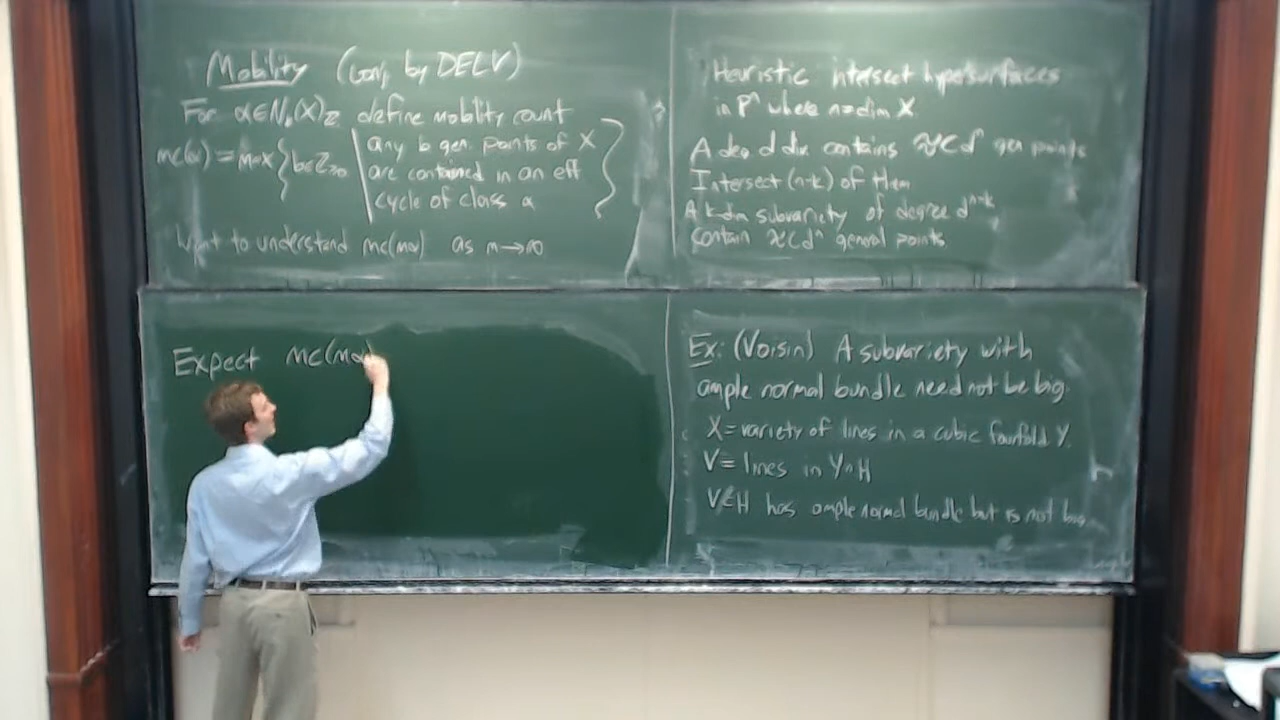 Mobility (conj by DELV)
For α∈Nₖ(X)_ℤ define mobility count
mc(α) = max { b∈ℤ≥0 | any b gen. points of X
are contained in an eff
cycle of class α }
Want to understand mc(mα) as m→∞
Heuristic intersect hypersurfaces
in Pⁿ where n=dim X
A deg d div contains ≈Cdⁿ gen points
Intersect (n-k) of them
A k-dim subvariety of degree d^{n-k}
contain ≈Cdⁿ general points
Expect mc(mα)
Ex: (Voisin) A subvariety with
ample normal bundle need not be big.
X = variety of lines in a cubic fourfold Y.
V = lines in Y∩H
has ample normal bundle but is not big